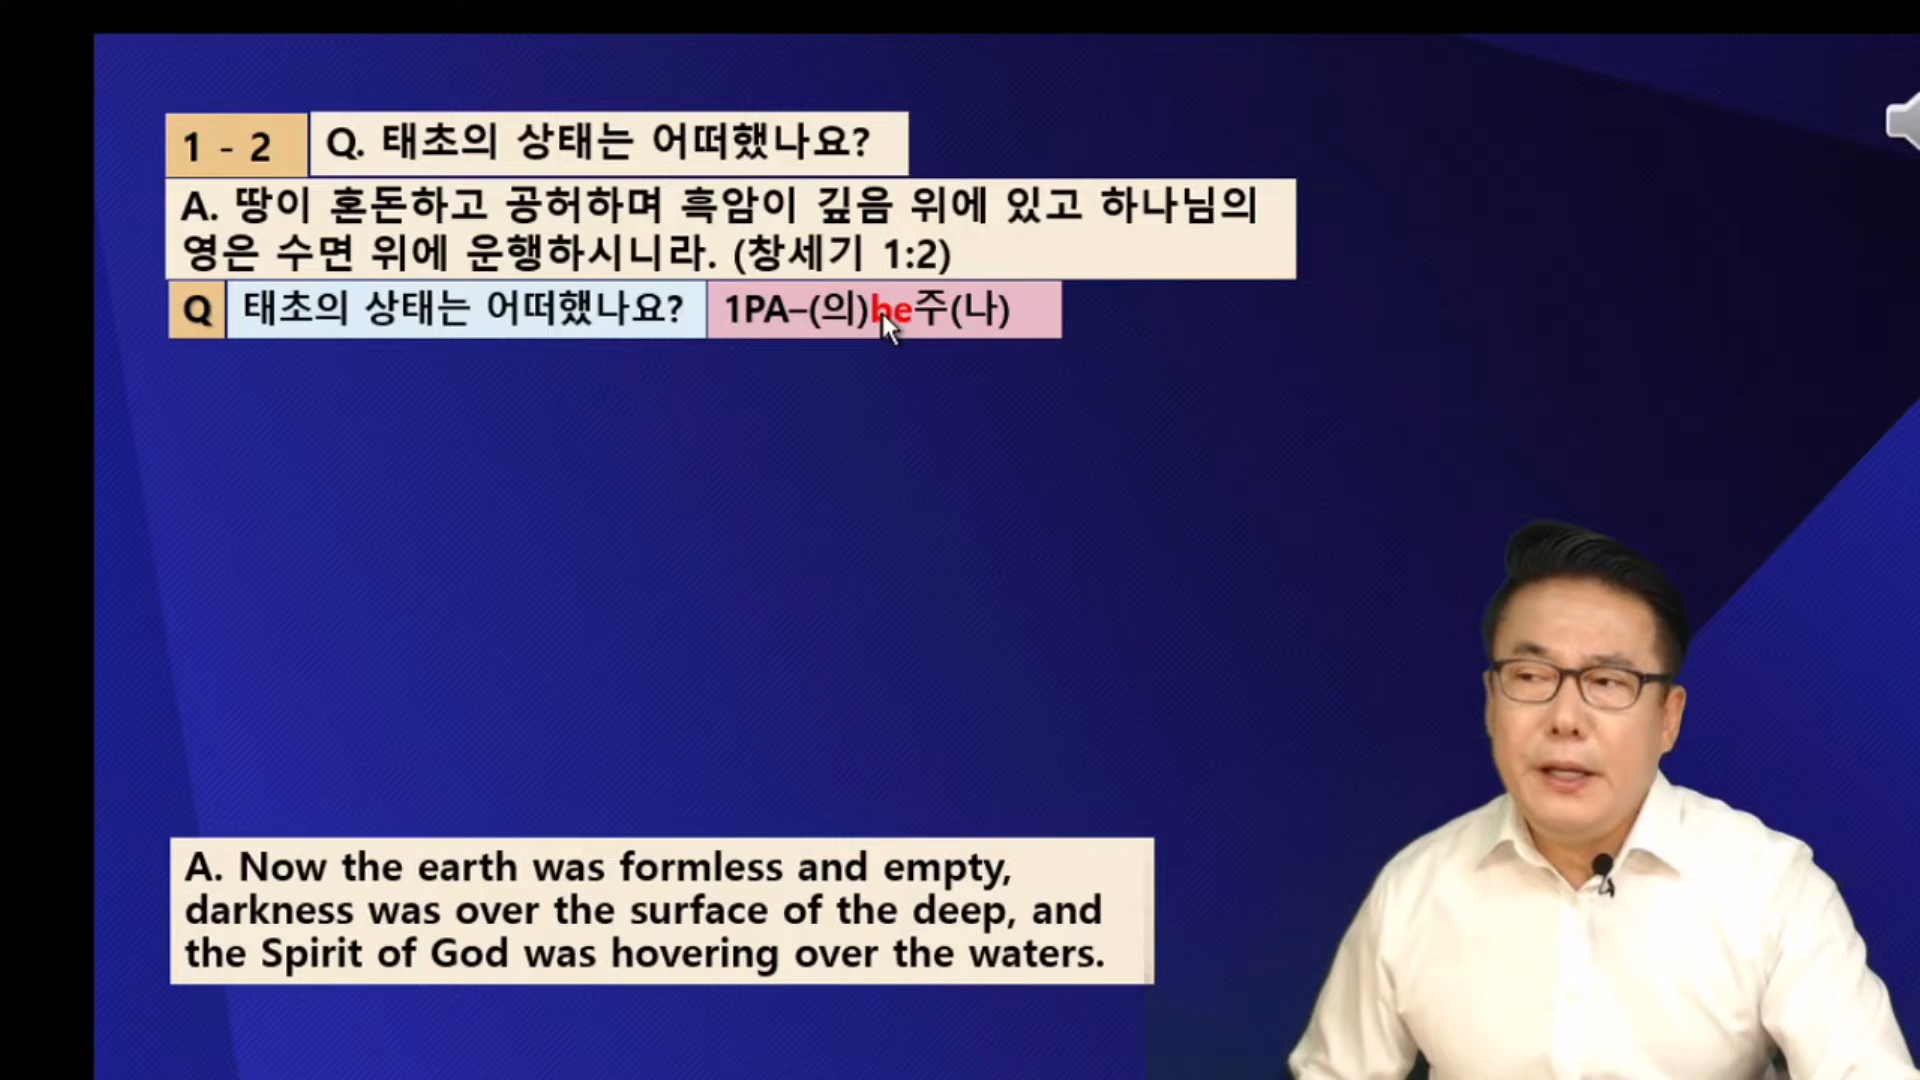 1 - 2
Q. 태초의 상태는 어떠했나요?
A. 땅이 혼돈하고 공허하며 흑암이 깊음 위에 있고 하나님의
영은 수면 위에 운행하시니라. (창세기 1:2)
Q
태초의 상태는 어떠했나요?
1PA–(의)be주(나)
A. Now the earth was formless and empty,
darkness was over the surface of the deep, and
the Spirit of God was hovering over the waters.